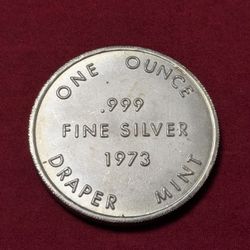 ONE OUNCE
.999
FINE SILVER
1973
DRAPER MINT